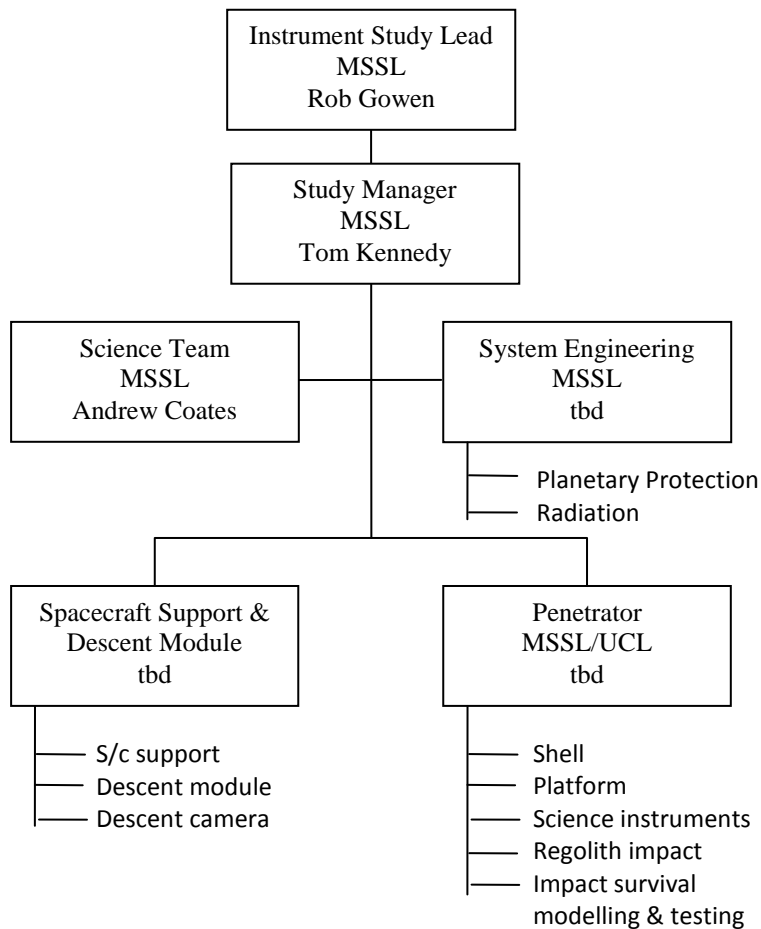 Instrument Study Lead
MSSL
Rob Gowen
Study Manager
MSSL
Tom Kennedy
Science Team
MSSL
Andrew Coates
System Engineering
MSSL
tbd
Planetary Protection
Radiation
Spacecraft Support &
Descent Module
tbd
S/c support
Descent module
Descent camera
Penetrator
MSSL/UCL
tbd
Shell
Platform
Science instruments
Regolith impact
Impact survival
modelling & testing